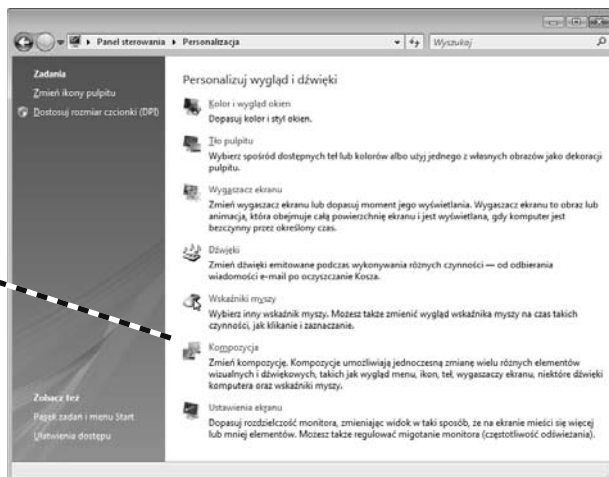 Panel sterowania ▸ Personalizacja
Wyszukaj
Zadania
Zmień ikony pulpitu
Dostosuj rozmiar czcionki (DPI)
Personalizuj wygląd i dźwięki
Kolor i wygląd okien
Dopasuj kolor i styl okien.
Tło pulpitu
Wybierz spośród dostępnych teł lub kolorów albo użyj jednego z własnych obrazów jako dekoracji
pulpitu.
Wygaszacz ekranu
Zmień wygaszacz ekranu lub dopasuj moment jego wyświetlania. Wygaszacz ekranu to obraz lub
animacja, która obejmuje całą powierzchnię ekranu i jest wyświetlana, gdy komputer jest
bezczynny przez określony czas.
Dźwięki
Zmień dźwięki emitowane podczas wykonywania różnych czynności — od odbierania
wiadomości e-mail po oczyszczanie Kosza.
Wskaźniki myszy
Wybierz inny wskaźnik myszy. Możesz także zmienić wygląd wskaźnika myszy na czas takich
czynności, jak klikanie i zaznaczanie.
Kompozycja
Zmień kompozycję. Kompozycje umożliwiają jednoczesną zmianę wielu różnych elementów
wizualnych i dźwiękowych, takich jak wygląd menu, ikon, teł, wygaszaczy ekranu, niektóre dźwięki
komputera oraz wskaźniki myszy.
Ustawienia ekranu
Dopasuj rozdzielczość monitora, zmieniając widok w taki sposób, że na ekranie mieści się więcej
lub mniej elementów. Możesz także regulować migotanie monitora (częstotliwość odświeżania).
Zobacz też
Pasek zadań i menu Start
Ułatwienia dostępu